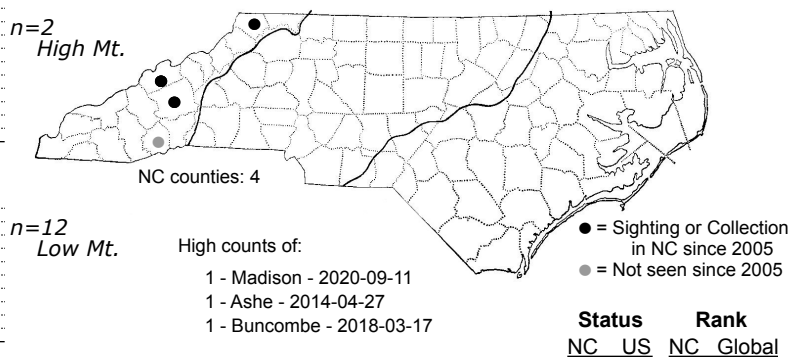 n=2
High Mt.
NC counties: 4
n=12
Low Mt.
High counts of:
1 - Madison - 2020-09-11
1 - Ashe - 2014-04-27
1 - Buncombe - 2018-03-17
● = Sighting or Collection
in NC since 2005
● = Not seen since 2005
Status Rank
NC US NC Global